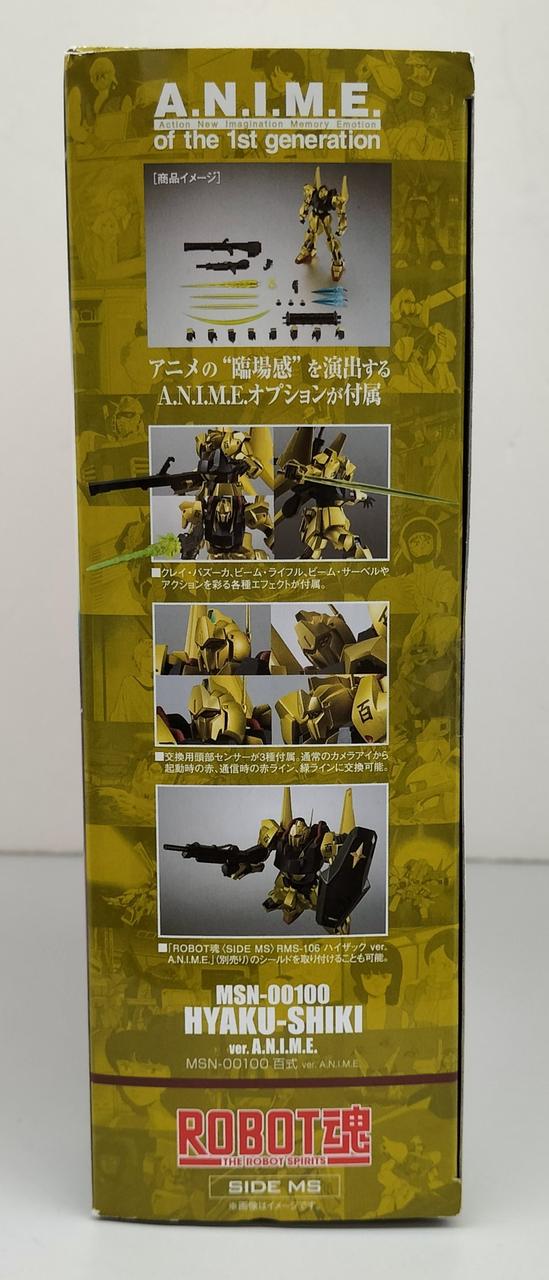 A.N.I.M.E.
Action New Imagination Memory Emotion
of the 1st generation
[商品イメージ]
アニメの“臨場感”を演出する
A.N.I.M.E.オプションが付属
■クレイ・バズーカ、ビーム・ライフル、ビーム・サーベルや
アクションを彩る各種エフェクトが付属。
百
■交換用頭部センサーが3種付属。通常のカメラアイから
起動時の赤、通信時の赤ライン、緑ラインに交換可能。
■「ROBOT魂〈SIDE MS〉RMS-106 ハイザック ver.
A.N.I.M.E.」(別売り)のシールドを取り付けることも可能。
MSN-00100
HYAKU-SHIKI
ver. A.N.I.M.E.
MSN-00100 百式 ver. A.N.I.M.E.
ROBOT魂
THE ROBOT SPIRITS
SIDE MS
※画像はイメージです。